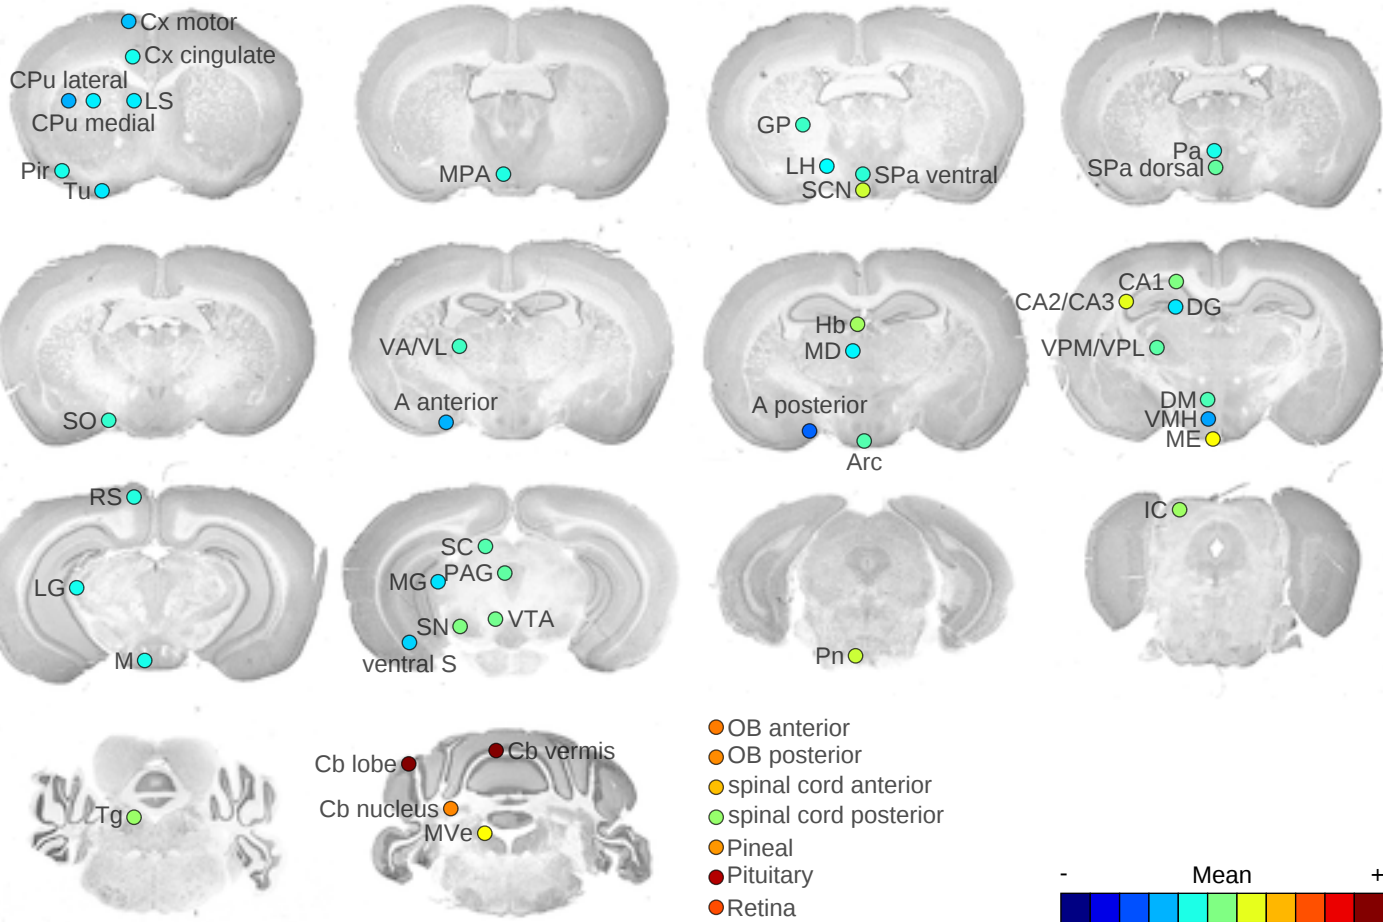 Cx motor
Cx cingulate
CPu lateral
LS
CPu medial
Pir
Tu
MPA
GP
LH
SPa ventral
SCN
Pa
SPa dorsal
SO
VA/VL
A anterior
Hb
MD
A posterior
Arc
CA1
CA2/CA3
DG
VPM/VPL
DM
VMH
ME
RS
LG
M
SC
MG
PAG
SN
VTA
ventral S
Pn
IC
Tg
Cb lobe
Cb vermis
Cb nucleus
MVe
OB anterior
OB posterior
spinal cord anterior
spinal cord posterior
Pineal
Pituitary
Retina
- Mean +